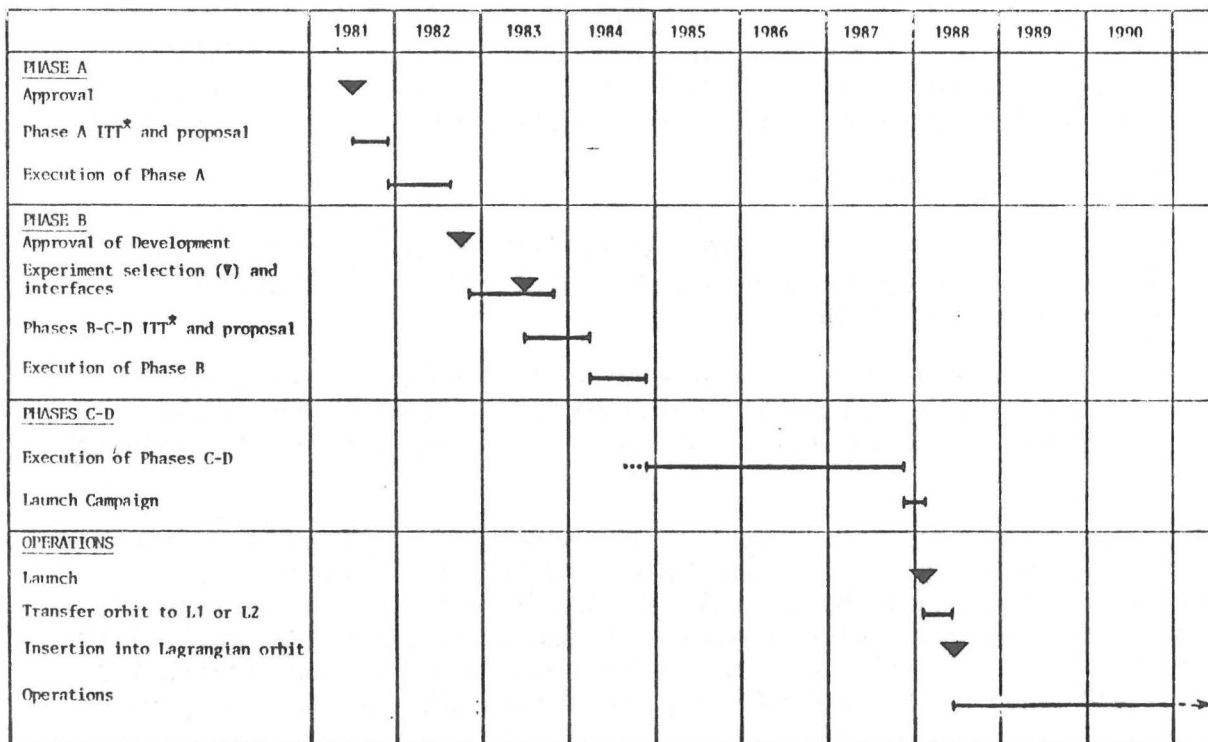 1981 1982 1983 1984 1985 1986 1987 1988 1989 1990
PHASE A
Approval
Phase A ITT* and proposal
Execution of Phase A
PHASE B
Approval of Development
Experiment selection (▼) and
interfaces
Phases B-C-D ITT* and proposal
Execution of Phase B
PHASES C-D
Execution of Phases C-D
Launch Campaign
OPERATIONS
Launch
Transfer orbit to L1 or L2
Insertion into Lagrangian orbit
Operations